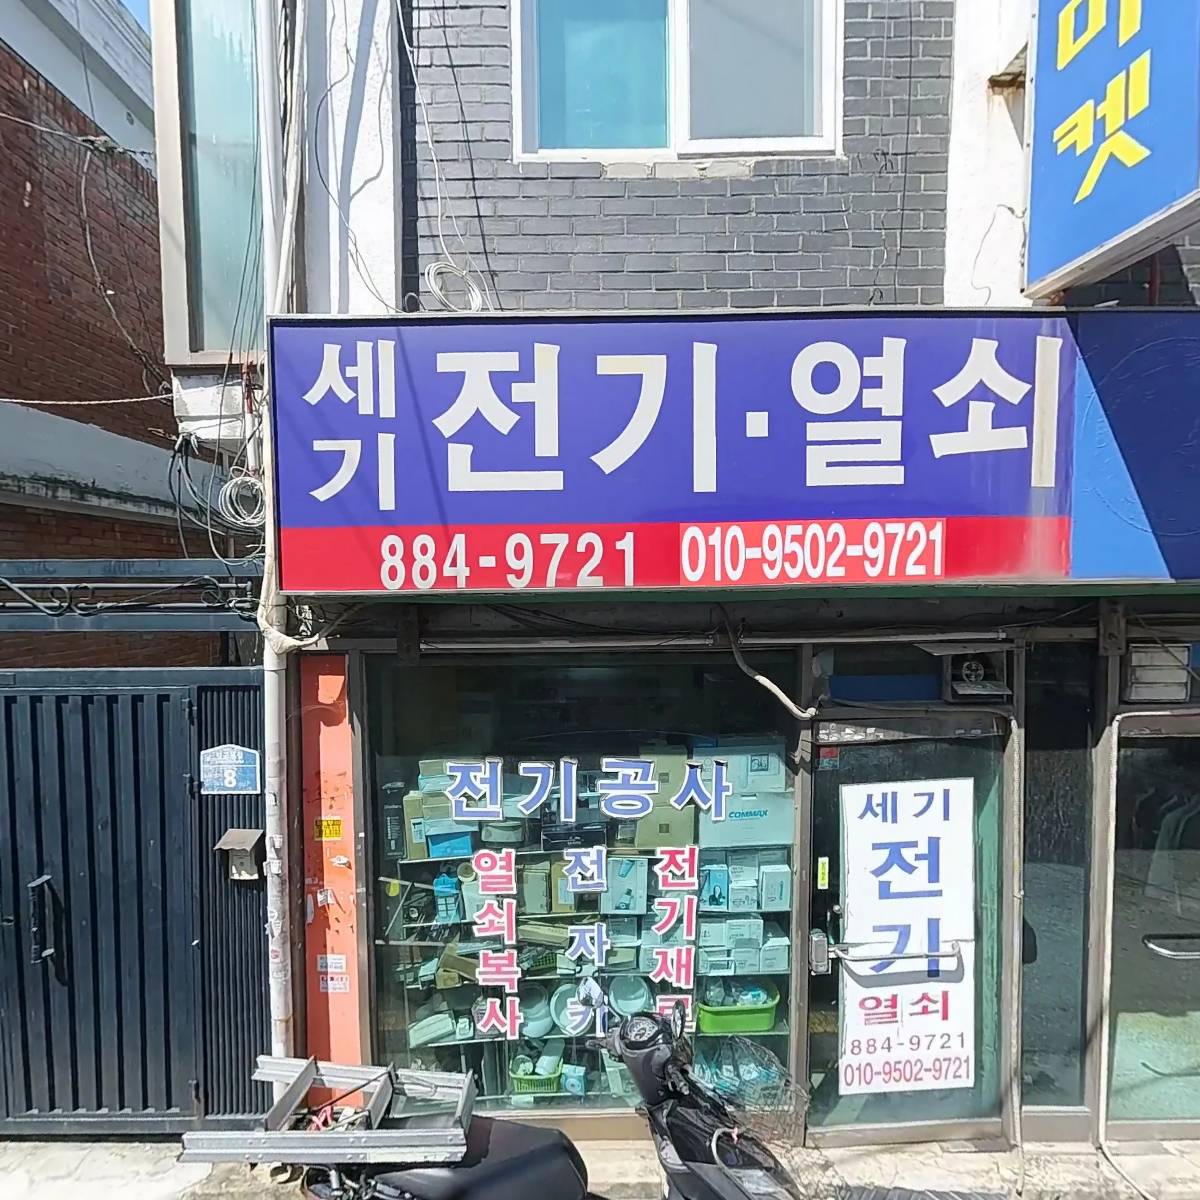 켓
세기
전기·열쇠
884-9721 010-9502-9721
전기공사
열쇠복사
전자키
전기재료
COMMAX
세기
전기
열쇠
884-9721
010-9502-9721
8